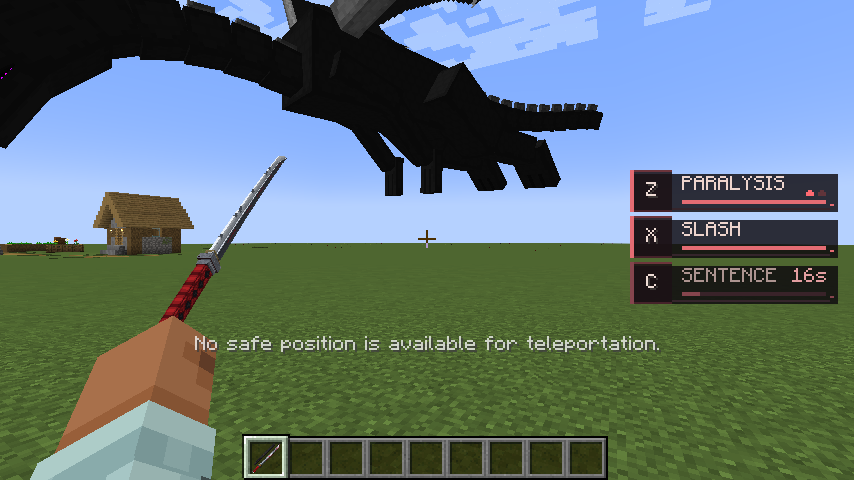 Z PARALYSIS
X SLASH
C SENTENCE 16s
No safe position is available for teleportation.